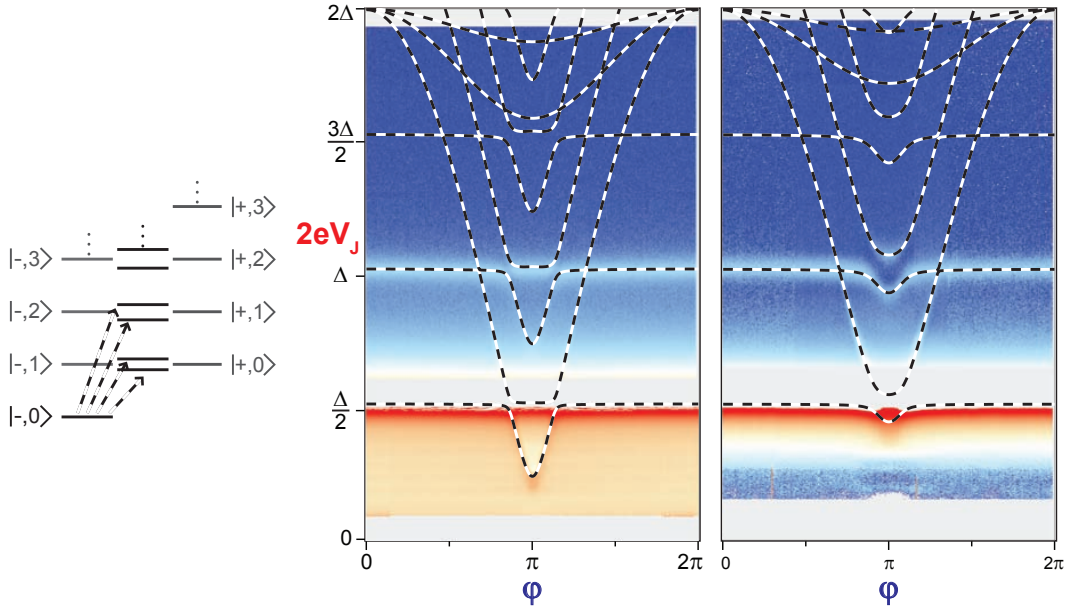 |-,3⟩
|+,3⟩
|-,2⟩
|+,2⟩
|-,1⟩
|+,1⟩
|-,0⟩
|+,0⟩
2eV_J
2Δ
3Δ
2
Δ
Δ
2
0
0
π
2π
φ
0
π
2π
φ